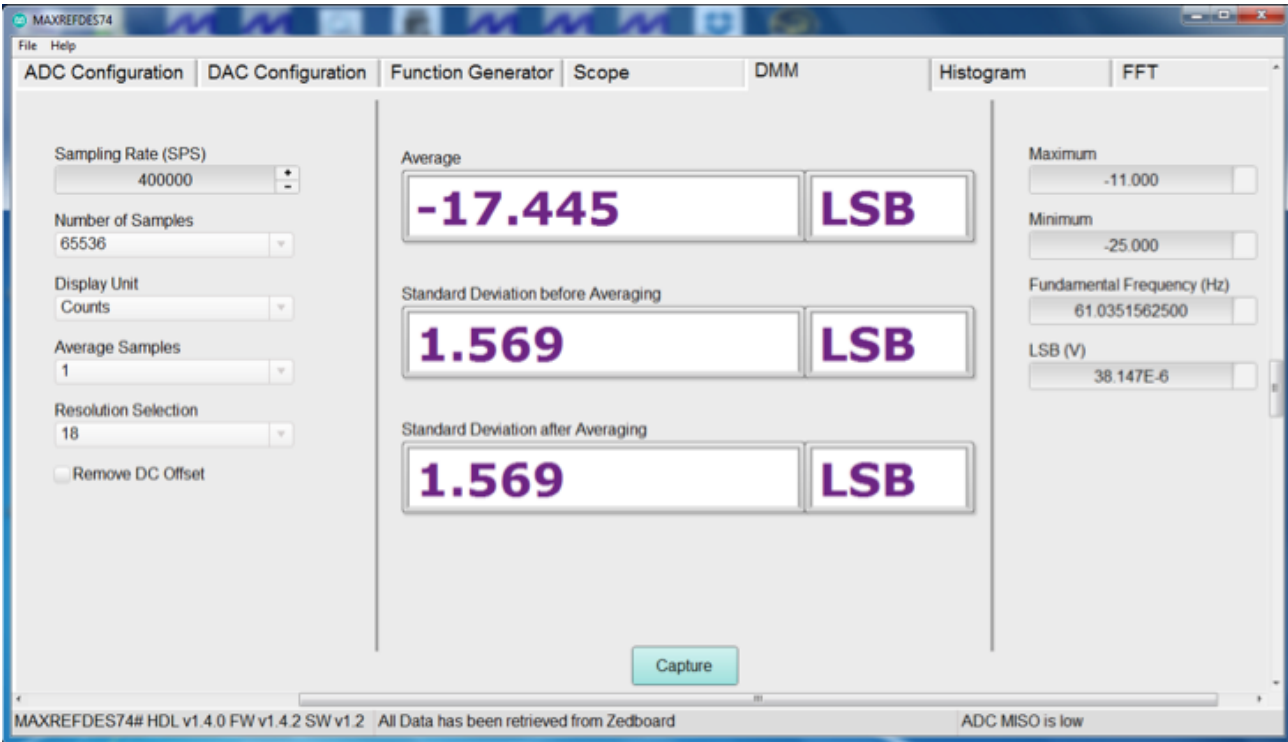 MAXREFDES74
File Help
ADC Configuration DAC Configuration Function Generator Scope DMM Histogram FFT
Sampling Rate (SPS)
400000
Number of Samples
65536
Display Unit
Counts
Average Samples
1
Resolution Selection
18
Remove DC Offset
Average
-17.445 LSB
Standard Deviation before Averaging
1.569 LSB
Standard Deviation after Averaging
1.569 LSB
Capture
Maximum
-11.000
Minimum
-25.000
Fundamental Frequency (Hz)
61.0351562500
LSB (V)
38.147E-6
MAXREFDES74# HDL v1.4.0 FW v1.4.2 SW v1.2 All Data has been retrieved from Zedboard ADC MISO is low